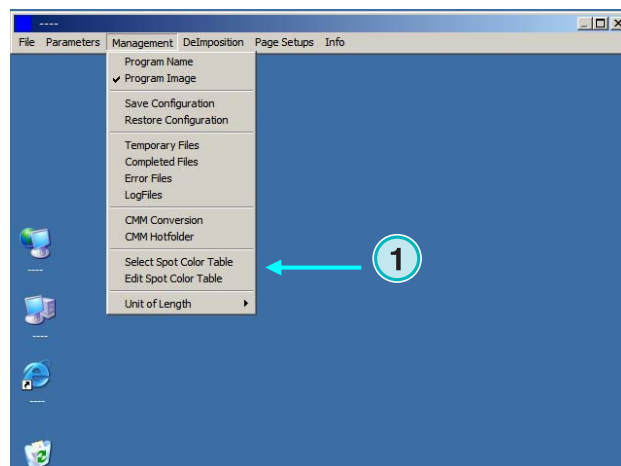 ----
File Parameters Management DeImposition Page Setups Info
Program Name
Program Image
Save Configuration
Restore Configuration
Temporary Files
Completed Files
Error Files
LogFiles
CMM Conversion
CMM Hotfolder
Select Spot Color Table
Edit Spot Color Table
Unit of Length
1
----
----
----